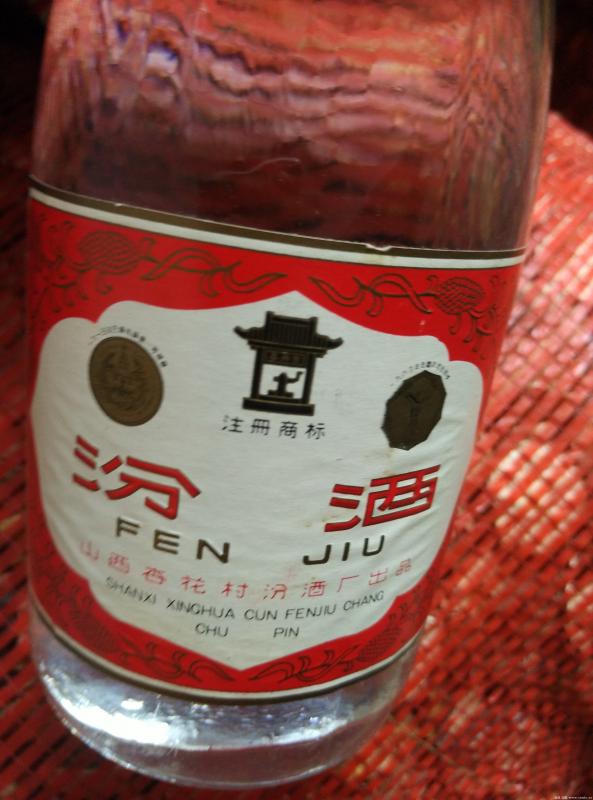 注册商标
汾酒
FEN JIU
山西杏花村汾酒厂出品
SHANXI XINGHUA CUN FENJIU CHANG
CHU PIN